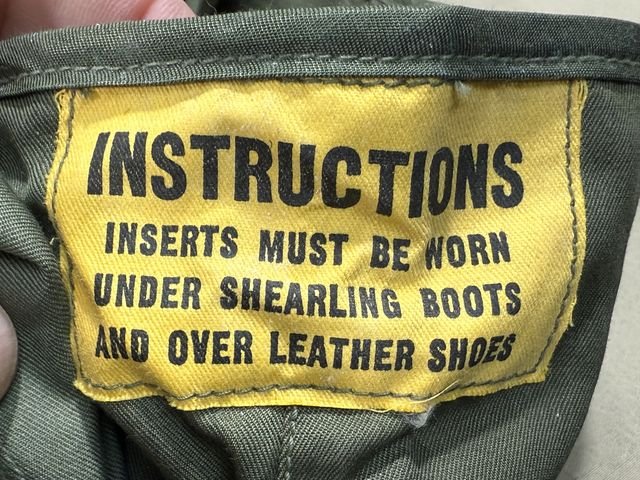 INSTRUCTIONS
INSERTS MUST BE WORN
UNDER SHEARLING BOOTS
AND OVER LEATHER SHOES